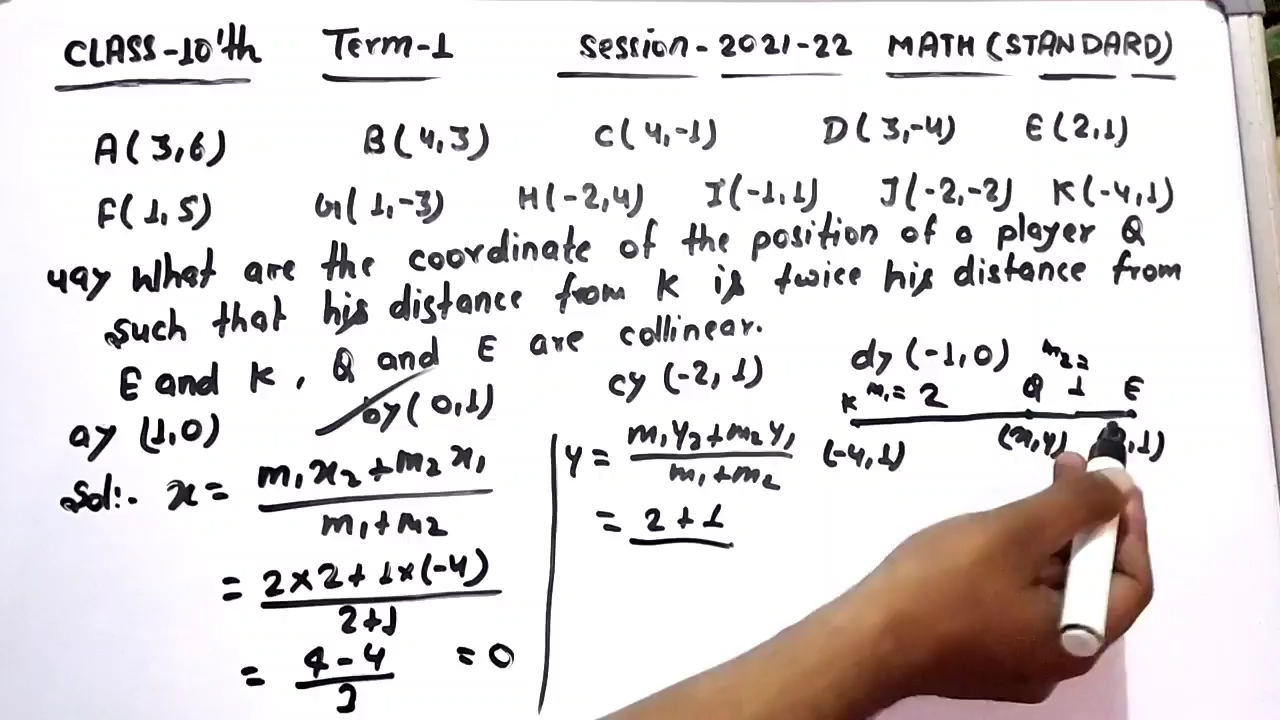 CLASS-10'th Term-1 Session-2021-22 MATH (STANDARD)
A(3,6) B(4,3) C(4,-1) D(3,-4) E(2,1)
F(1,5) G(1,-3) H(-2,4) I(-1,1) J(-2,-2) K(-4,1)
44) What are the coordinate of the position of a player Q
such that his distance from K is twice his distance from
E and K, Q and E are collinear.
a) (1,0) b) (0,1) c) (-2,1) d) (-1,0)
K m₁=2 Q m₂=1 E
(-4,1) (x,y) ,1)
Sol:- x = m₁x₂+m₂x₁ / m₁+m₂
= 2×2+1×(-4) / 2+1
= 4-4 / 3 = 0
y = m₁y₂+m₂y₁ / m₁+m₂
= 2+1